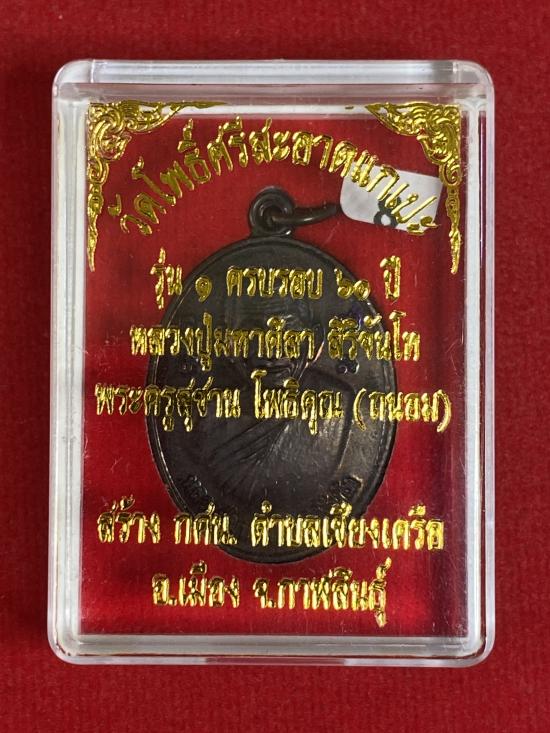 วัดโพธิ์ศรีสะอาดแกเปะ
รุ่น ๑ ครบรอบ ๖๐ ปี
หลวงปู่มหาศิลา สิริจันโท
พระครูสุชาน โพธิคุณ (ถนอม)
สร้าง กศน. ตำบลเชียงเครือ
อ.เมือง จ.กาฬสินธุ์